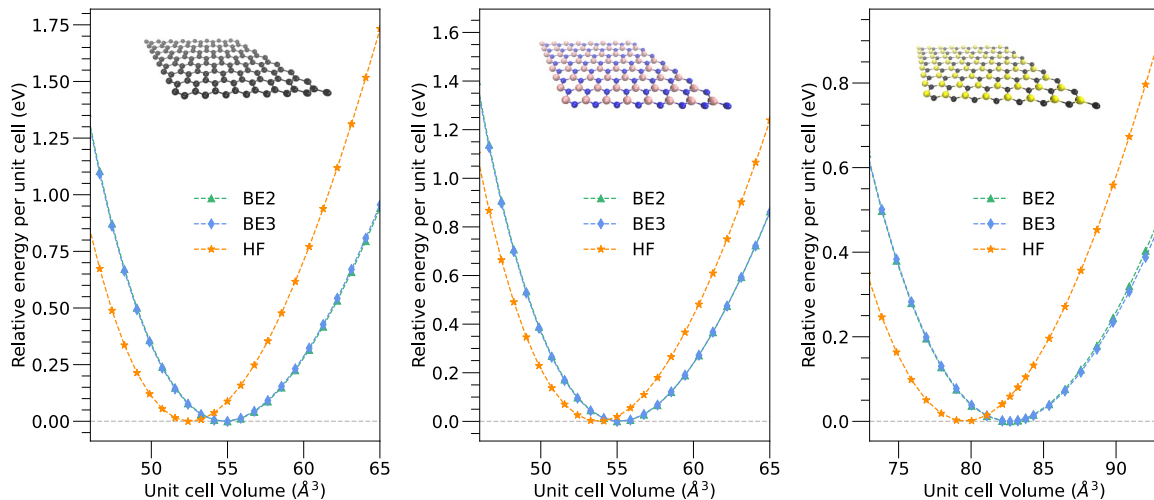 Relative energy per unit cell (eV)
1.75
1.50
1.25
1.00
0.75
0.50
0.25
0.00
BE2
BE3
HF
50
55
60
65
Unit cell Volume (Å³)
Relative energy per unit cell (eV)
1.6
1.4
1.2
1.0
0.8
0.6
0.4
0.2
0.0
BE2
BE3
HF
50
55
60
65
Unit cell Volume (Å³)
Relative energy per unit cell (eV)
0.8
0.6
0.4
0.2
0.0
BE2
BE3
HF
75
80
85
90
Unit cell Volume (Å³)